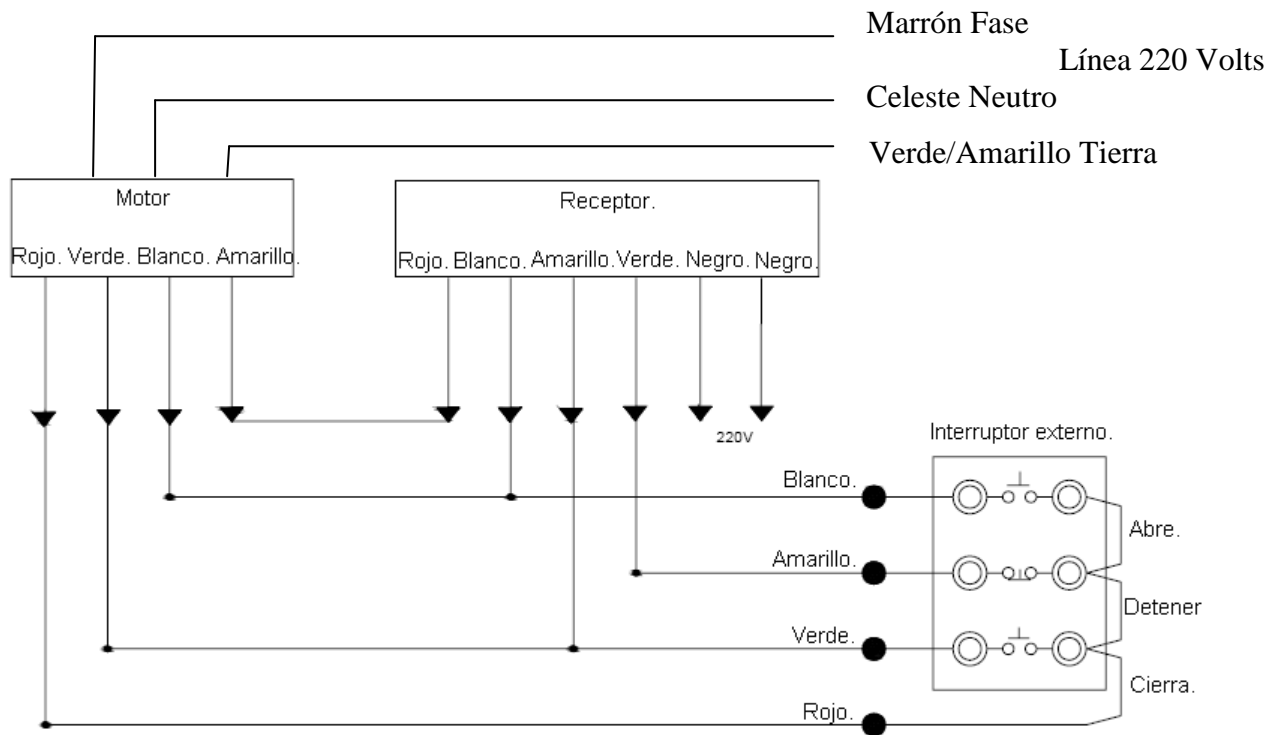 Marrón Fase
Línea 220 Volts
Celeste Neutro
Verde/Amarillo Tierra
Motor
Rojo. Verde. Blanco. Amarillo.
Receptor.
Rojo. Blanco. Amarillo. Verde. Negro. Negro.
220V
Interruptor externo.
Blanco.
Abre.
Amarillo.
Detener
Verde.
Cierra.
Rojo.